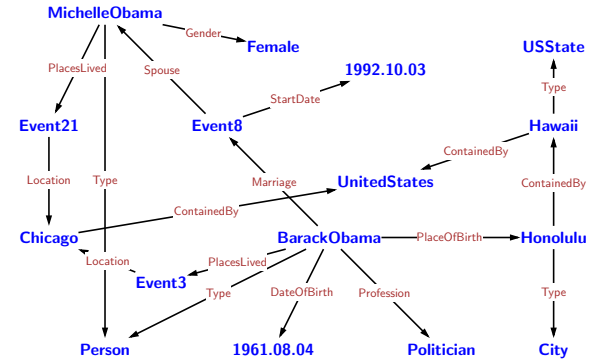 MichelleObama
Gender
Female
USState
PlacesLived
Spouse
1992.10.03
Type
StartDate
Event21
Event8
Hawaii
ContainedBy
Location
Type
Marriage
UnitedStates
ContainedBy
ContainedBy
Chicago
BarackObama
PlaceOfBirth
Honolulu
Location
PlacesLived
Event3
Type
DateOfBirth
Profession
Type
Person
1961.08.04
Politician
City